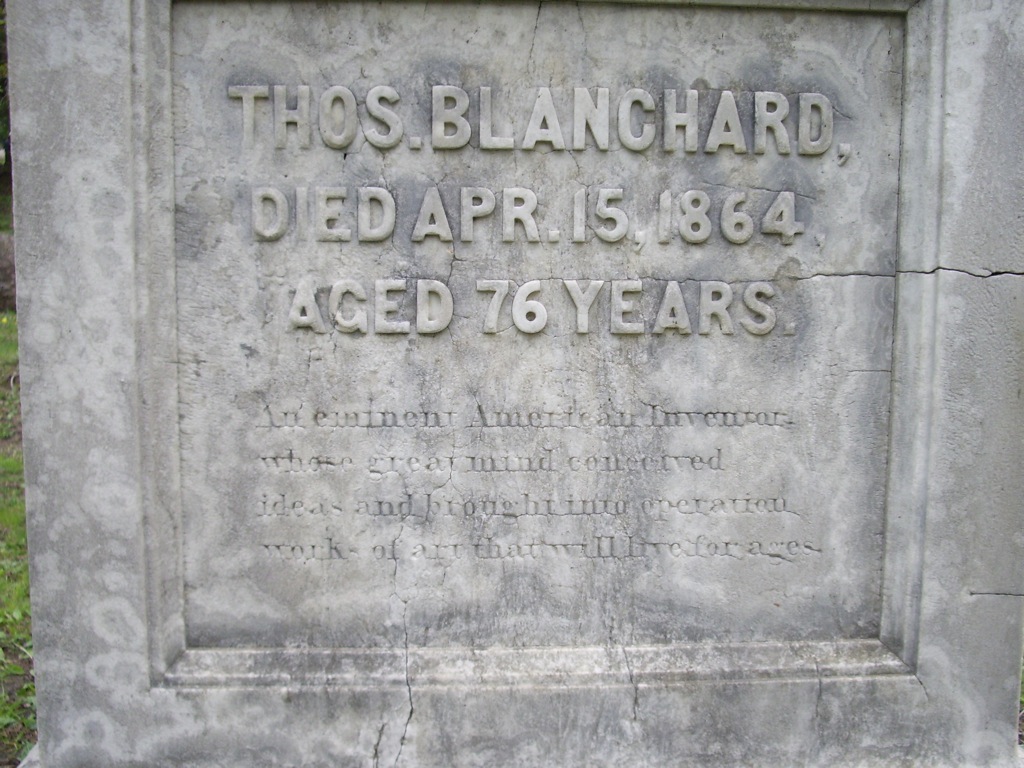 THOS. BLANCHARD,
DIED APR. 15, 1864.
AGED 76 YEARS.
An eminent American Inventor
whose great mind conceived
ideas and brought into operation
works of art that will live for ages